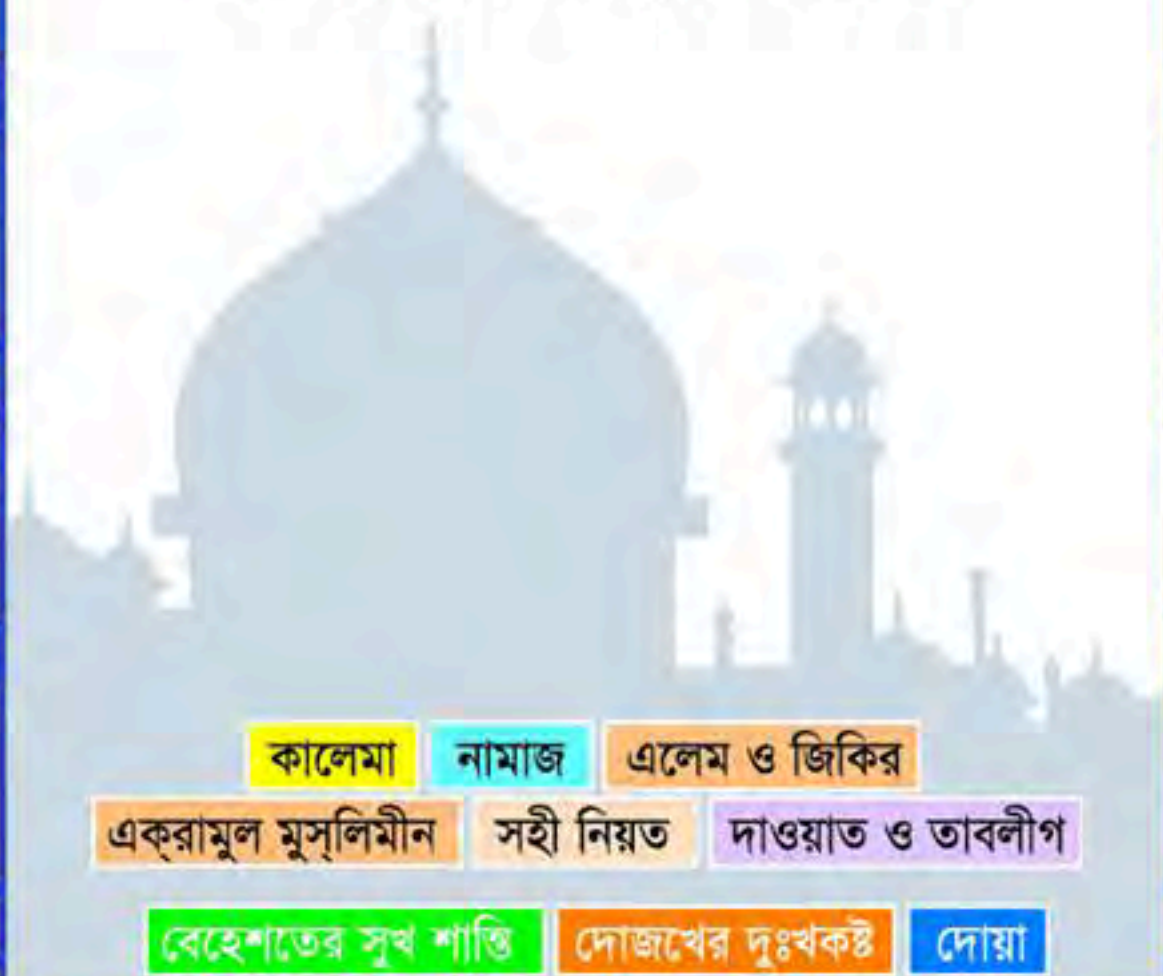 কালেমা নামাজ এলেম ও জিকির
এক্রামুল মুস্লিমীন সহী নিয়ত দাওয়াত ও তাবলীগ
বেহেশতের সুখ শান্তি দোজখের দুঃখকষ্ট দোয়া